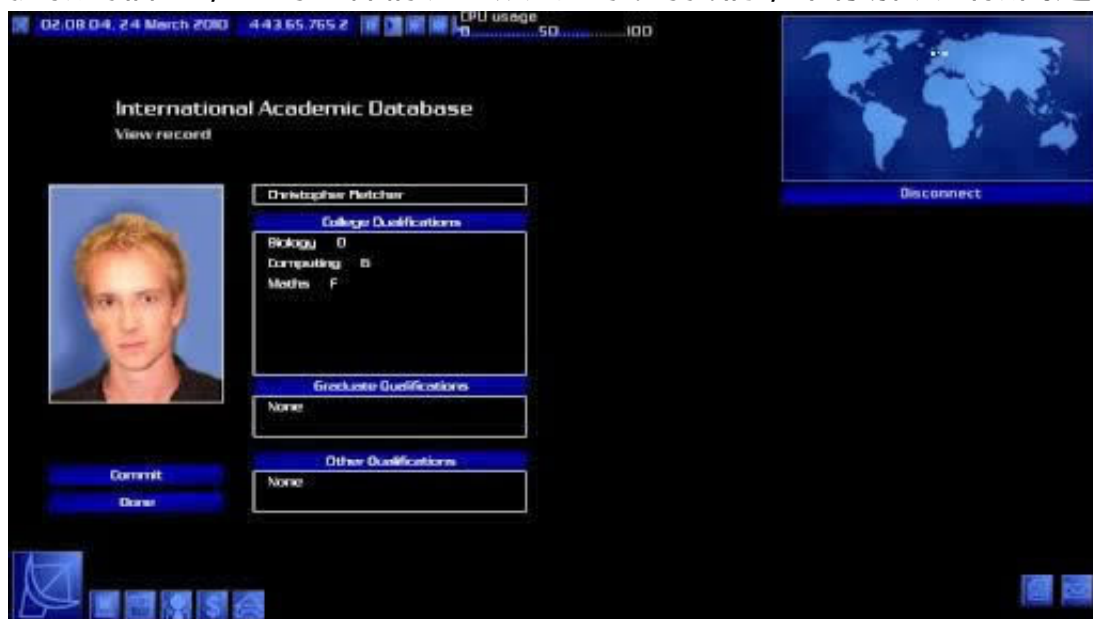 02:08:04, 24 March 2010
443.65.765.2
CPU usage
0 50 100
International Academic Database
View record
Disconnect
Christopher Fletcher
College Qualifications
Biology D
Computing
Maths F
Graduate Qualifications
None
Other Qualifications
None
Commit
Done